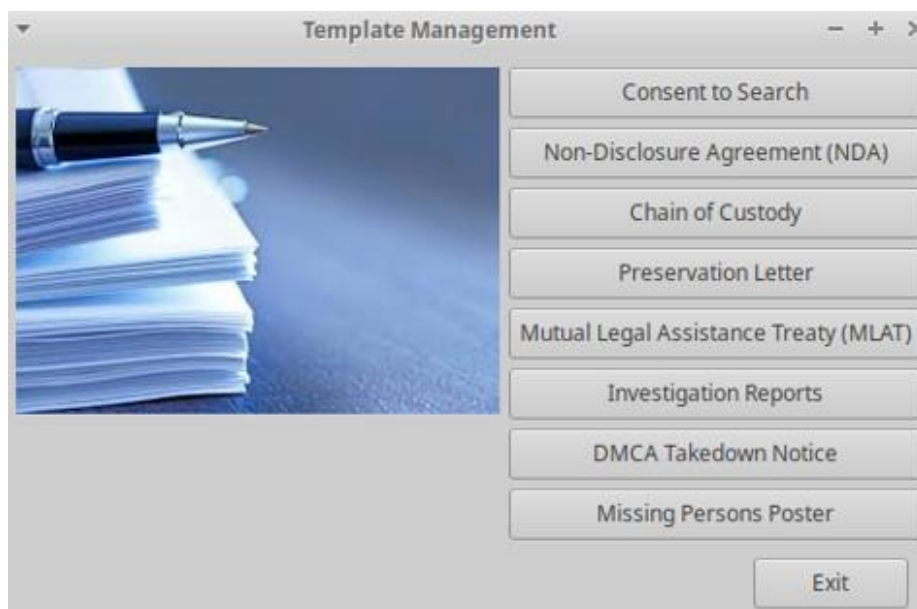 Template Management
Consent to Search
Non-Disclosure Agreement (NDA)
Chain of Custody
Preservation Letter
Mutual Legal Assistance Treaty (MLAT)
Investigation Reports
DMCA Takedown Notice
Missing Persons Poster
Exit